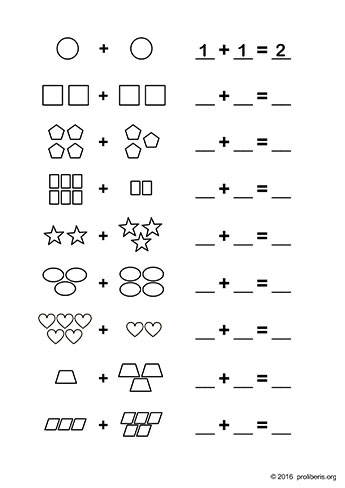 + 1 + 1 = 2
+ __ + __ = __
+ __ + __ = __
+ __ + __ = __
+ __ + __ = __
+ __ + __ = __
+ __ + __ = __
+ __ + __ = __
+ __ + __ = __
© 2016 proliberis.org